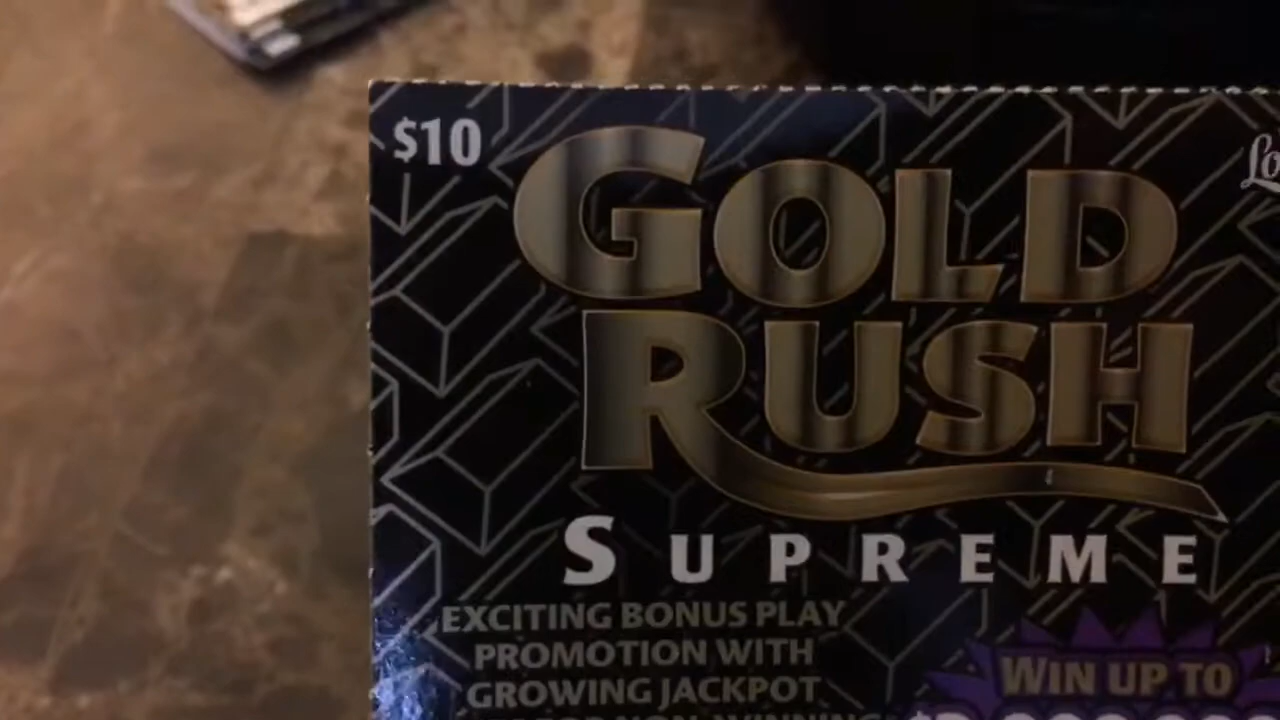 $10
GOLD
RUSH
SUPREME
EXCITING BONUS PLAY
PROMOTION WITH
GROWING JACKPOT
WIN UP TO